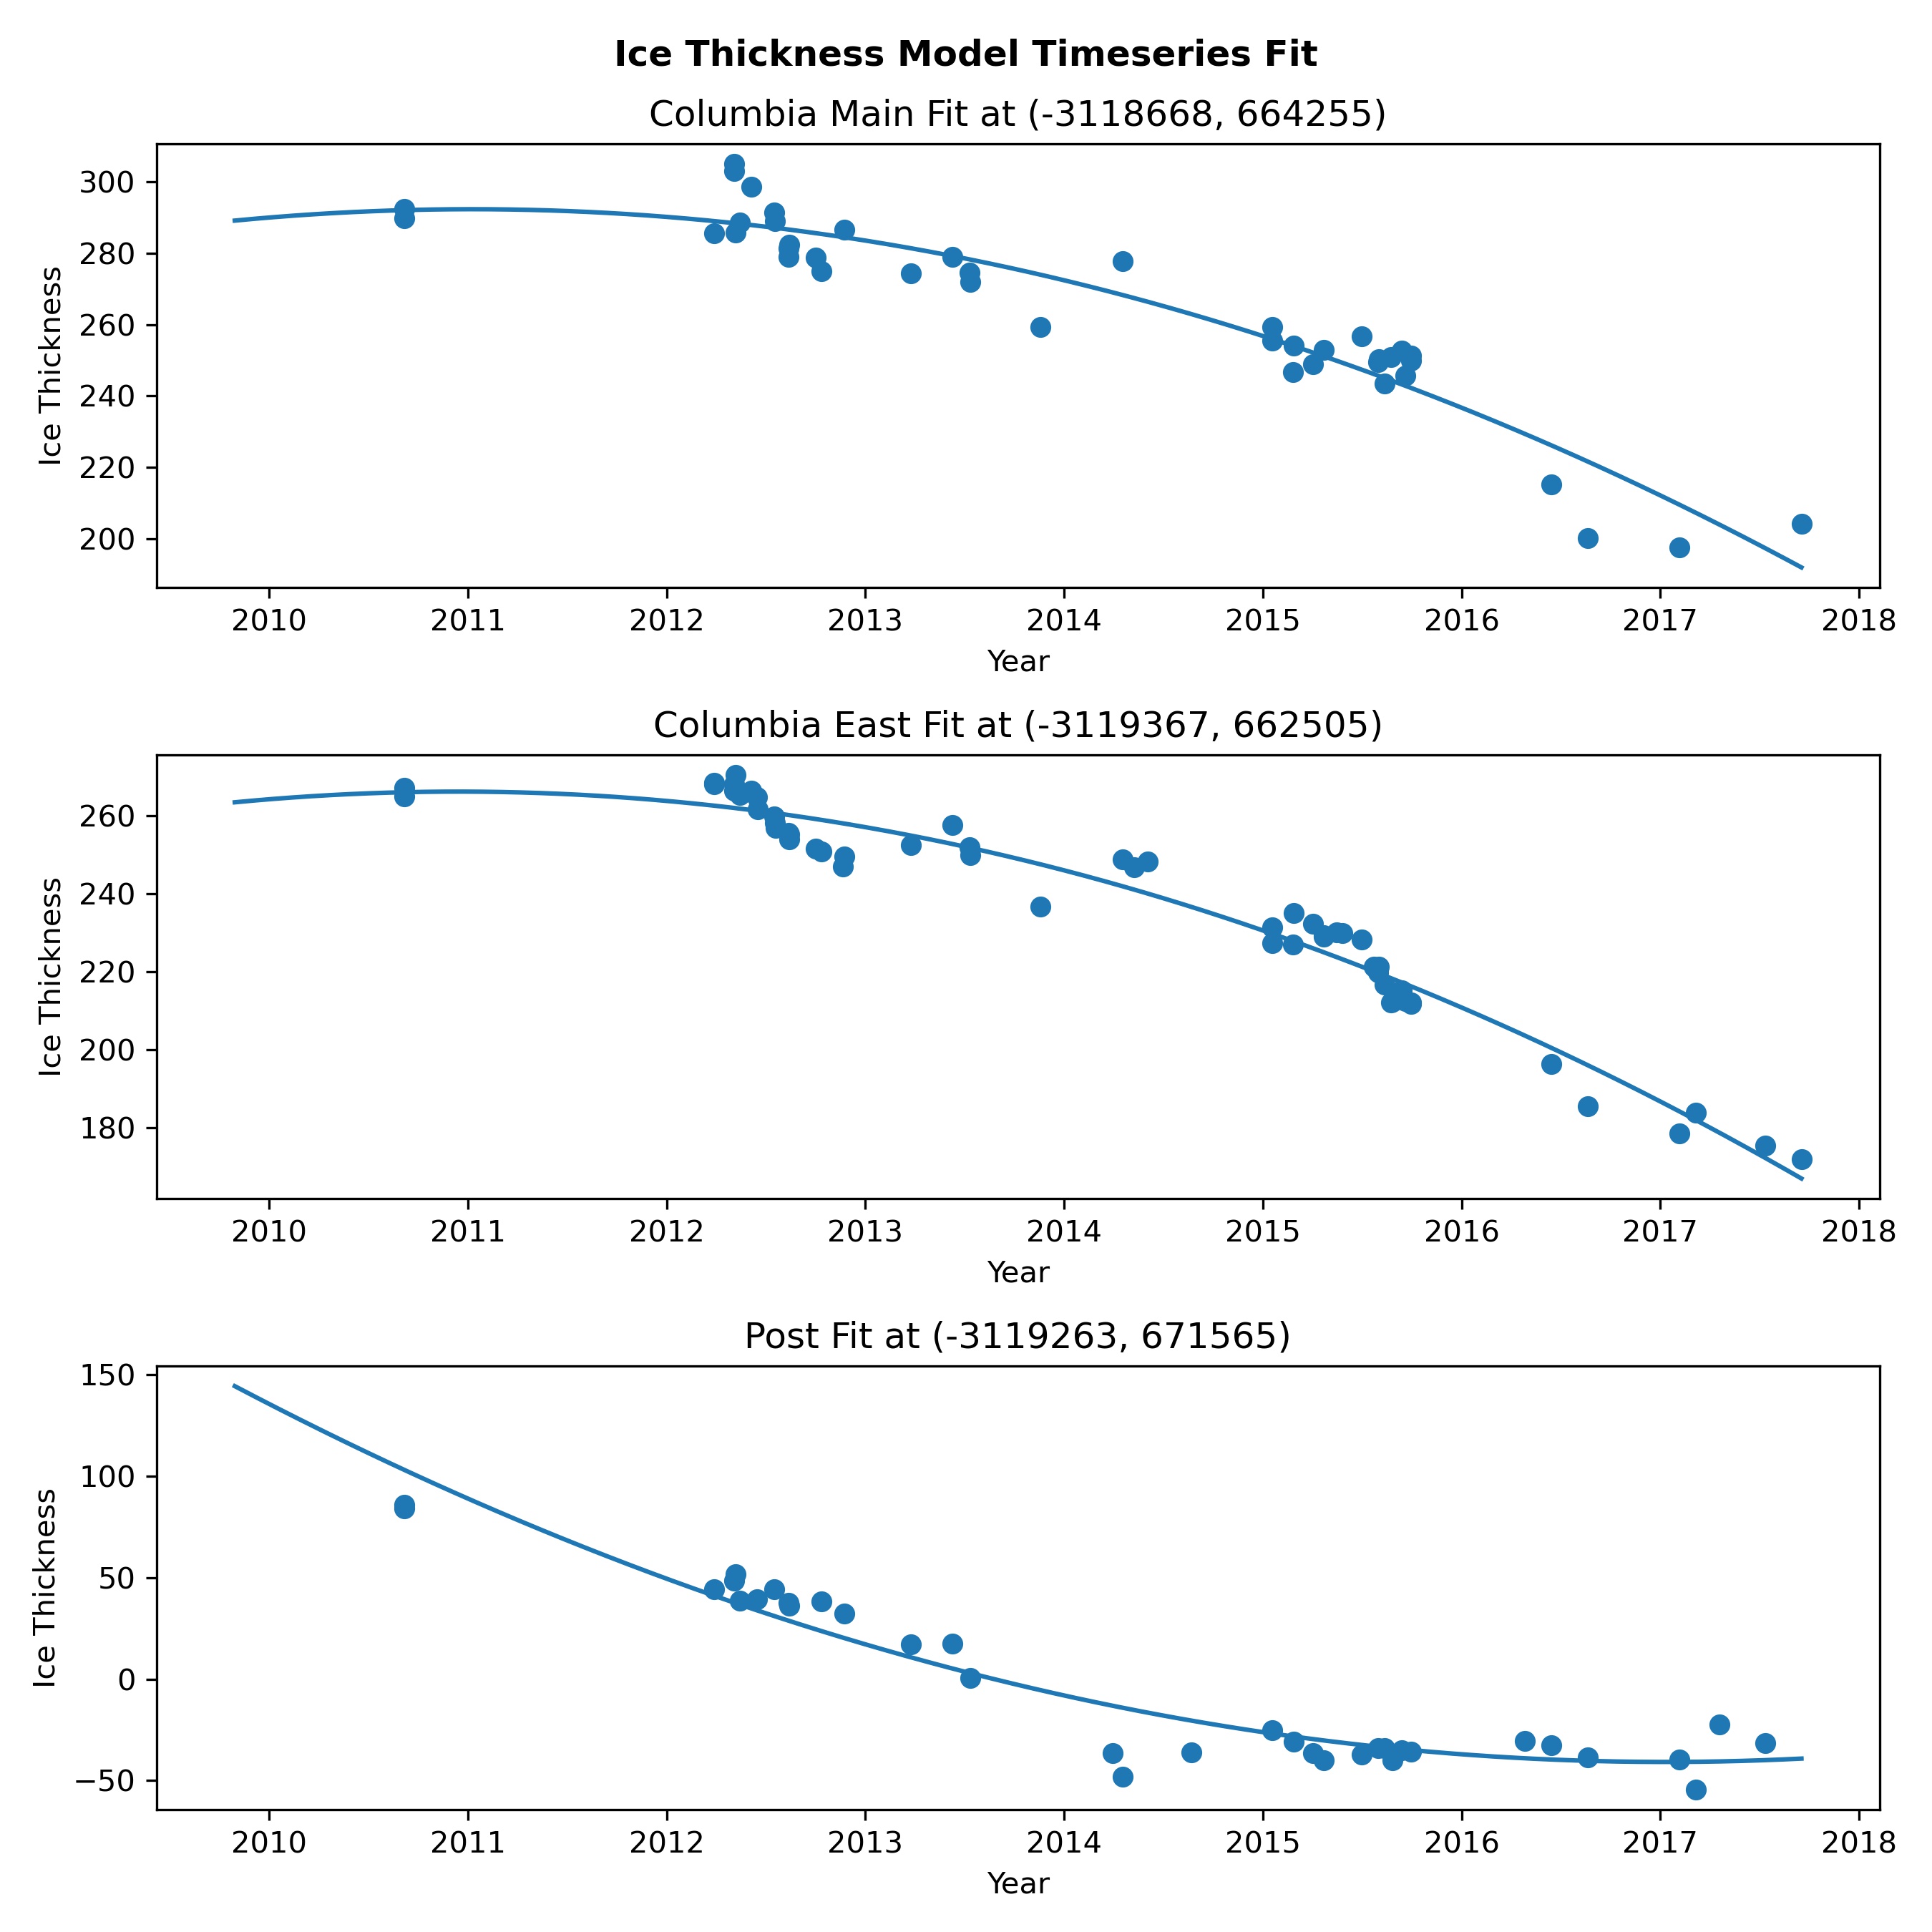 Ice Thickness Model Timeseries Fit
Columbia Main Fit at (-3118668, 664255)
300
280
260
240
220
200
Ice Thickness
2010 2011 2012 2013 2014 2015 2016 2017 2018
Year
Columbia East Fit at (-3119367, 662505)
260
240
220
200
180
Ice Thickness
2010 2011 2012 2013 2014 2015 2016 2017 2018
Year
Post Fit at (-3119263, 671565)
150
100
50
0
−50
Ice Thickness
2010 2011 2012 2013 2014 2015 2016 2017 2018
Year